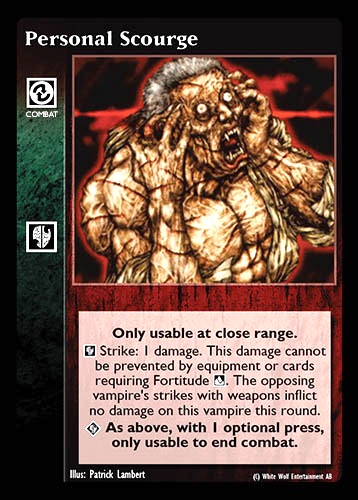 Personal Scourge
COMBAT
Only usable at close range.
Strike: 1 damage. This damage cannot
be prevented by equipment or cards
requiring Fortitude. The opposing
vampire's strikes with weapons inflict
no damage on this vampire this round.
As above, with 1 optional press,
only usable to end combat.
Illus: Patrick Lambert
(C) White Wolf Entertainment AB